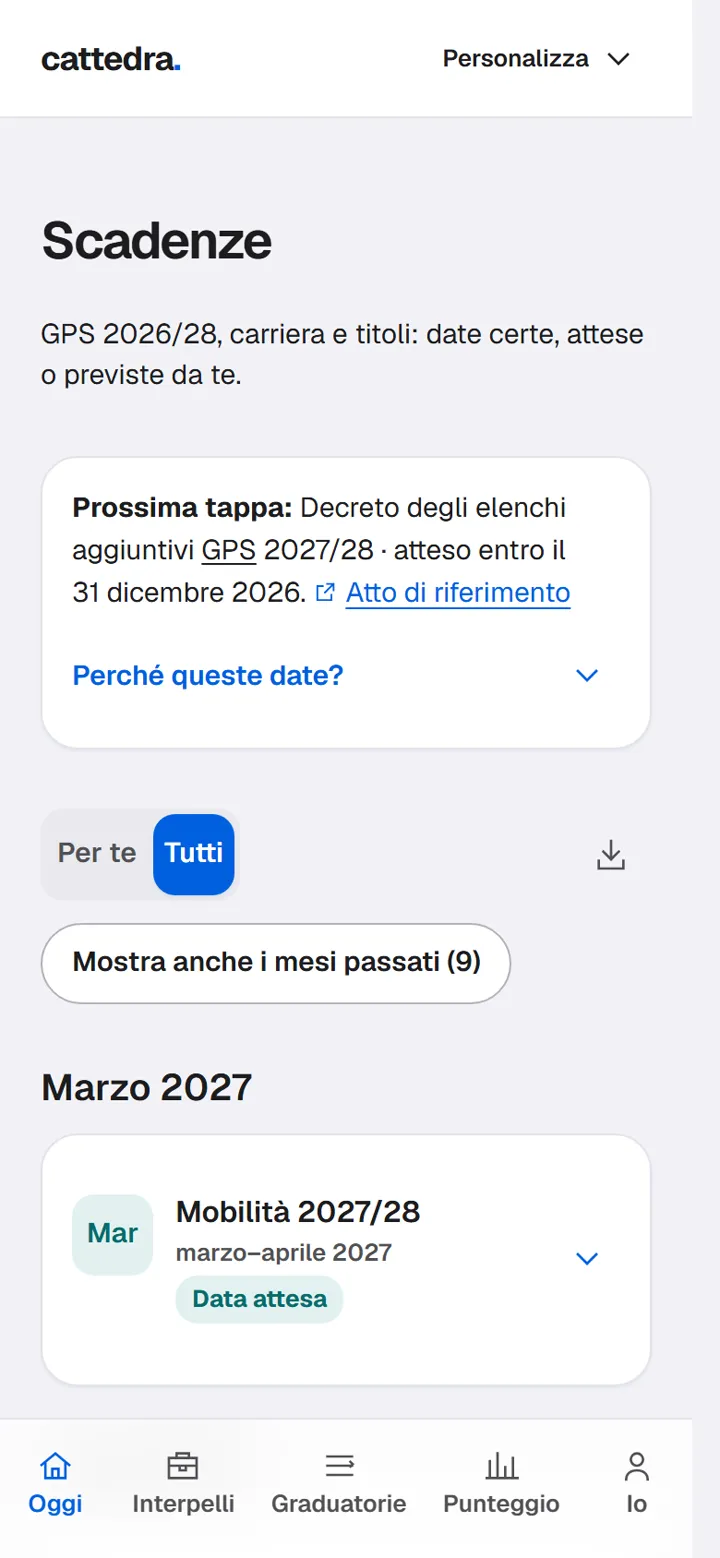 cattedra.
Personalizza
Scadenze
GPS 2026/28, carriera e titoli: date certe, attese
o previste da te.
Prossima tappa: Decreto degli elenchi
aggiuntivi GPS 2027/28 · atteso entro il
31 dicembre 2026. Atto di riferimento
Perché queste date?
Per te
Tutti
Mostra anche i mesi passati (9)
Marzo 2027
Mar
Mobilità 2027/28
marzo–aprile 2027
Data attesa
Oggi
Interpelli
Graduatorie
Punteggio
Io